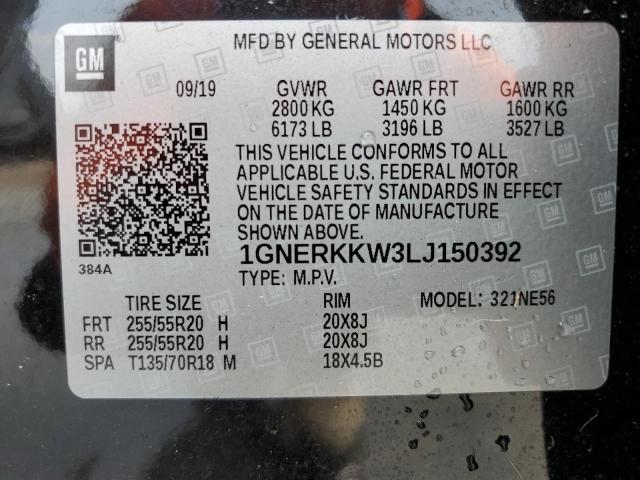 GM
MFD BY GENERAL MOTORS LLC
09/19 GVWR GAWR FRT GAWR RR
2800 KG 1450 KG 1600 KG
6173 LB 3196 LB 3527 LB
THIS VEHICLE CONFORMS TO ALL
APPLICABLE U.S. FEDERAL MOTOR
VEHICLE SAFETY STANDARDS IN EFFECT
ON THE DATE OF MANUFACTURE
SHOWN ABOVE.
384A
1GNERKKW3LJ150392
TYPE: M.P.V.
TIRE SIZE RIM MODEL: 321NE56
FRT 255/55R20 H 20X8J
RR 255/55R20 H 20X8J
SPA T135/70R18 M 18X4.5B